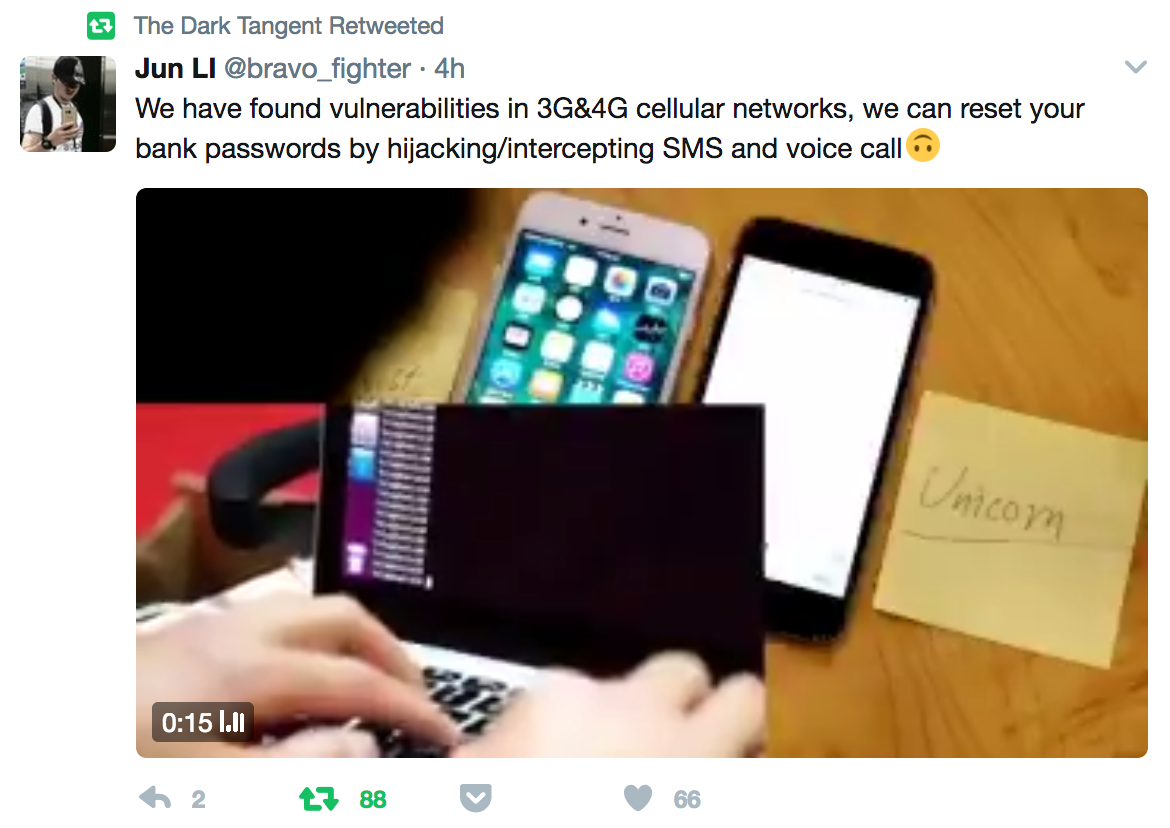 The Dark Tangent Retweeted
Jun LI @bravo_fighter · 4h
We have found vulnerabilities in 3G&4G cellular networks, we can reset your
bank passwords by hijacking/intercepting SMS and voice call🙃
Unicorn
0:15
2 88 66